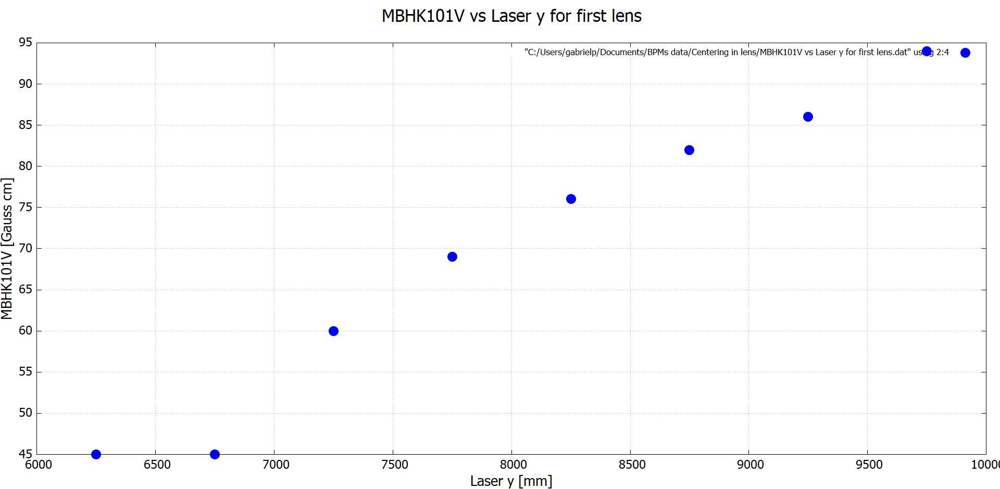 MBHK101V vs Laser y for first lens
95
"C:/Users/gabrielp/Documents/BPMs data/Centering in lens/MBHK101V vs Laser y for first lens.dat" using 2:4
90
85
80
75
70
65
60
55
50
45
MBHK101V [Gauss cm]
6000 6500 7000 7500 8000 8500 9000 9500 10000
Laser y [mm]